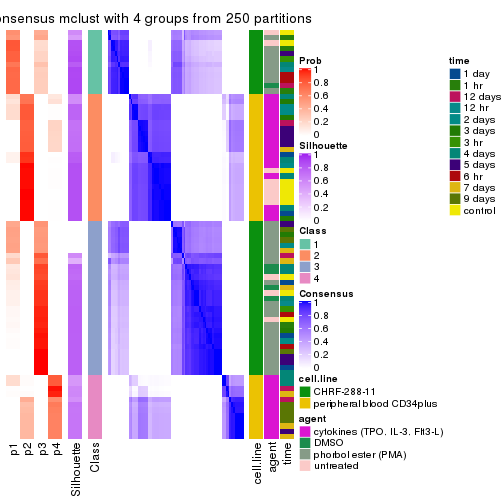 onsensus mclust with 4 groups from 250 partitions
Prob
1
0.8
0.6
0.4
0.2
0
Silhouette
1
0.8
0.6
0.4
0.2
0
Class
1
2
3
4
Consensus
1
0.8
0.6
0.4
0.2
0
cell.line
CHRF-288-11
peripheral blood CD34plus
agent
cytokines (TPO. IL-3. Flt3-L)
DMSO
phorbol ester (PMA)
untreated
time
1 day
1 hr
12 days
12 hr
2 days
3 days
3 hr
4 days
5 days
6 hr
7 days
9 days
control
p1
p2
p3
p4
Silhouette
Class
cell.line
agent
time